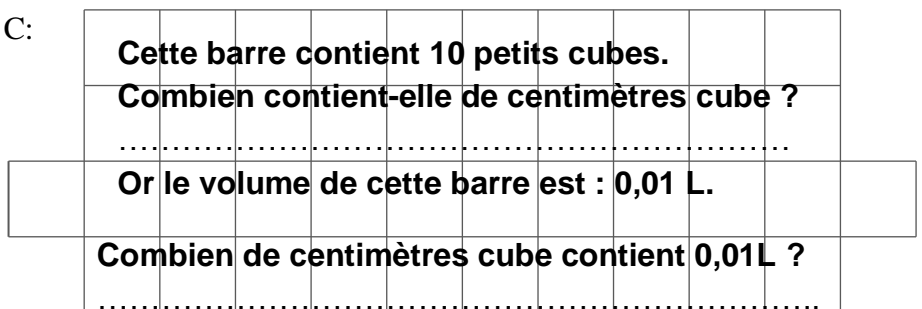 C:
Cette barre contient 10 petits cubes.
Combien contient-elle de centimètres cube ?
……………………………………………………
Or le volume de cette barre est : 0,01 L.
Combien de centimètres cube contient 0,01L ?
……………………………………………………….